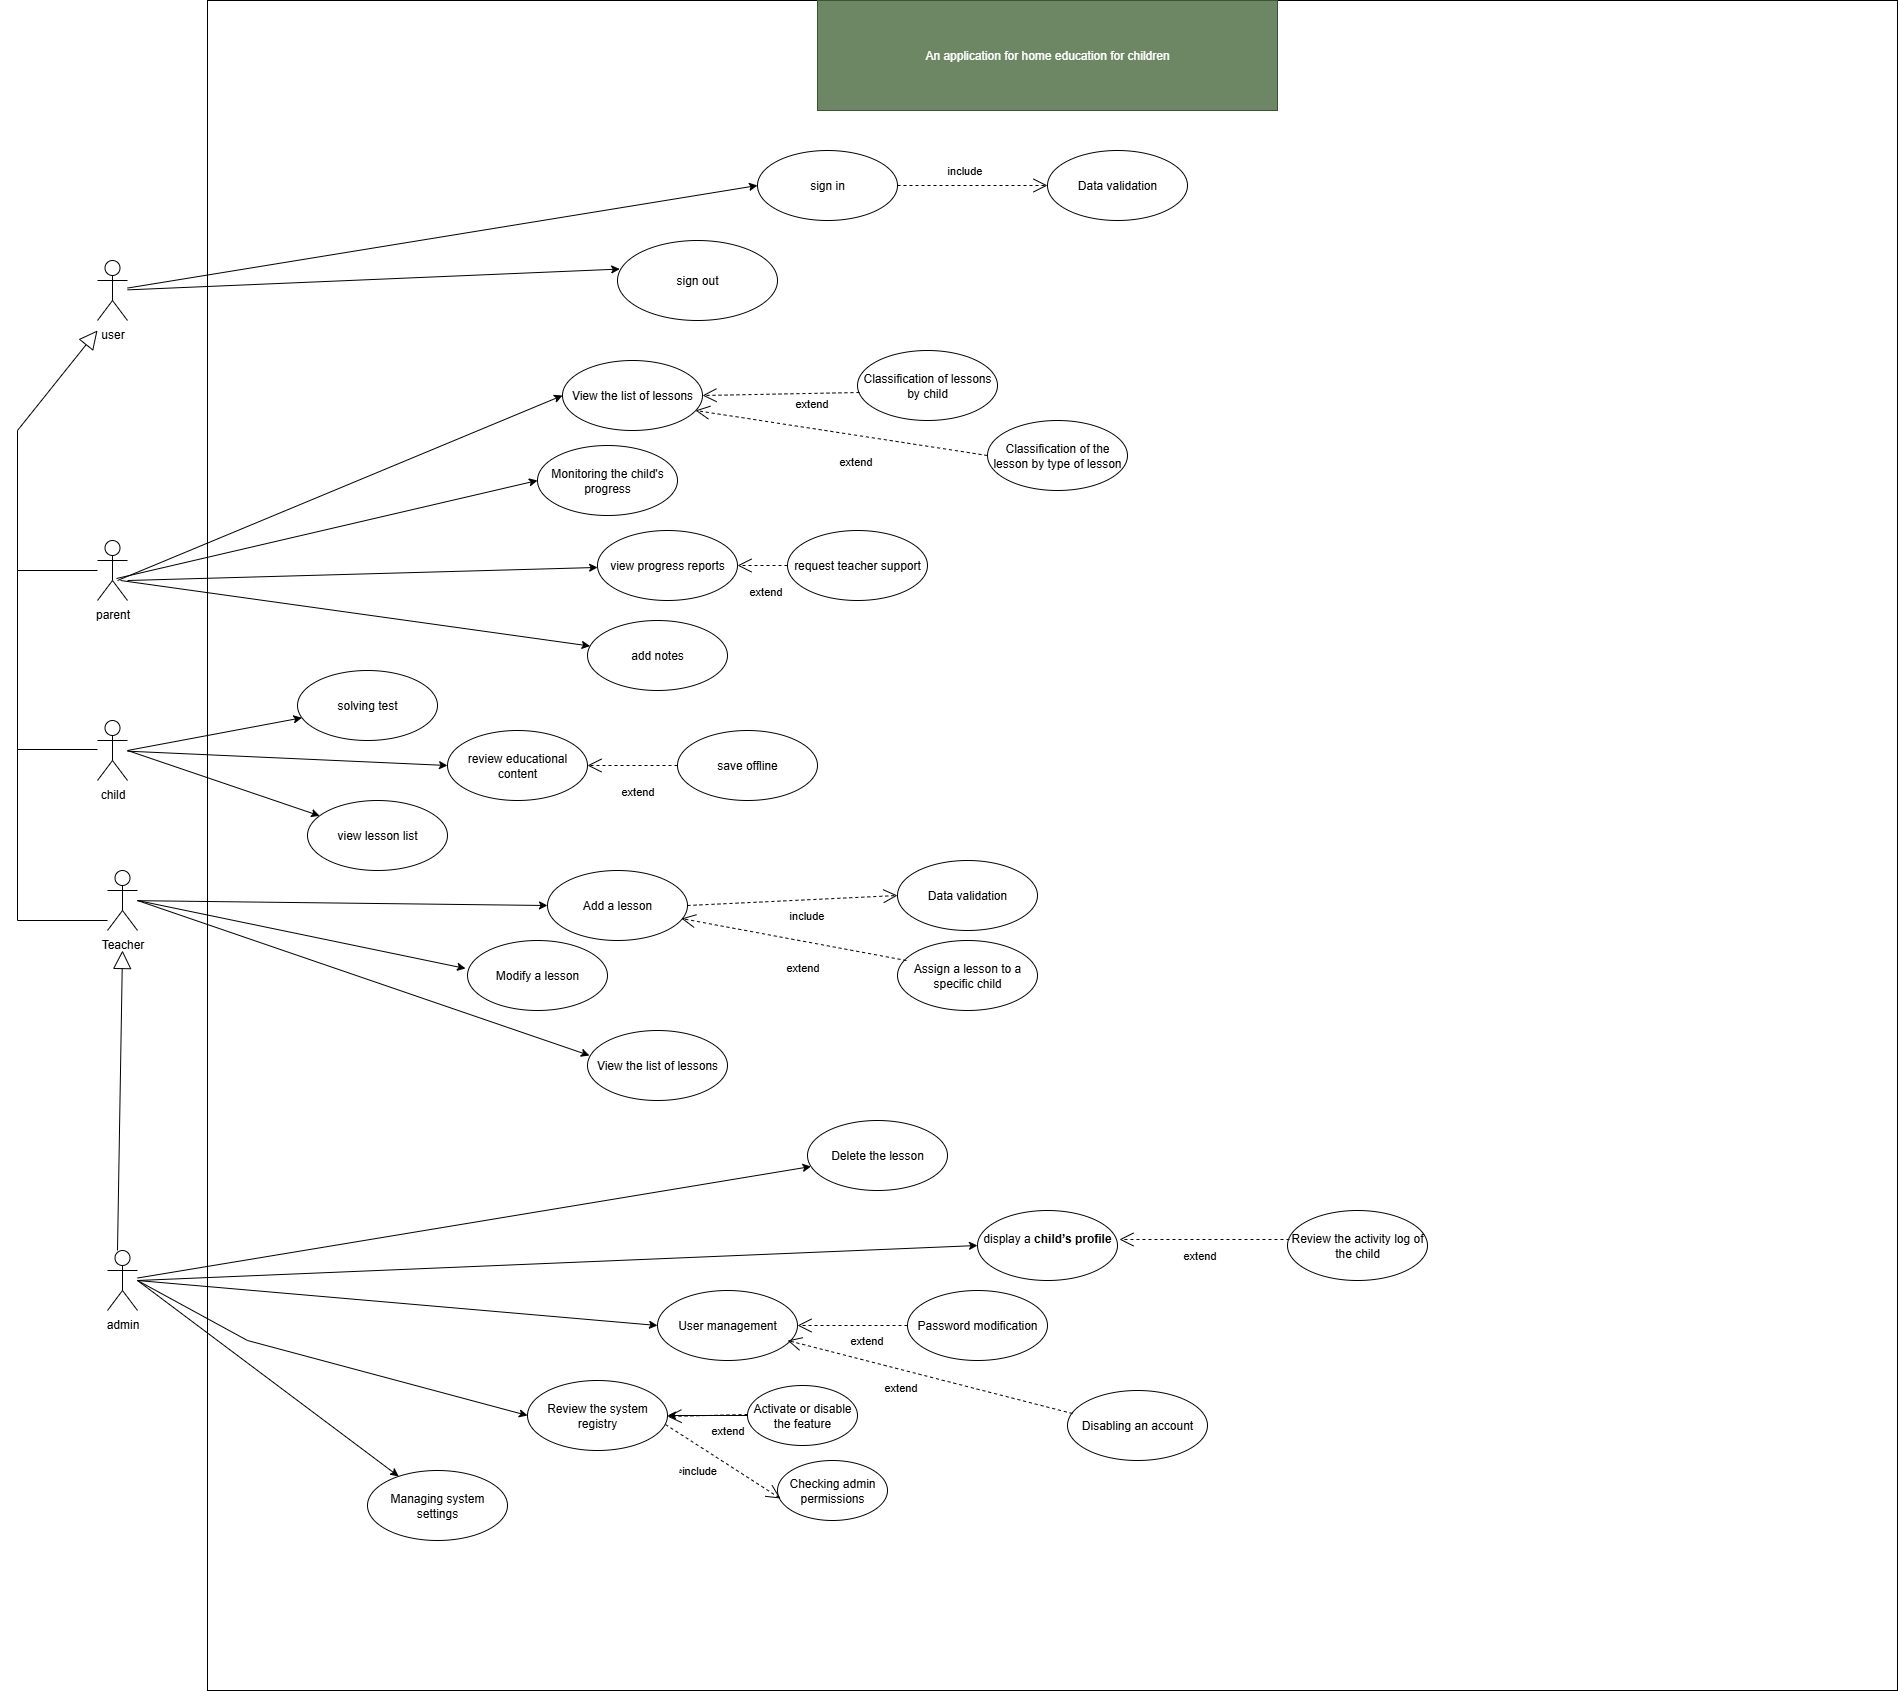 An application for home education for children
sign in
include
Data validation
sign out
user
View the list of lessons
extend
Classification of lessons
by child
extend
Classification of the
lesson by type of lesson
Monitoring the child's
progress
view progress reports
extend
request teacher support
parent
add notes
solving test
review educational
content
extend
save offline
child
view lesson list
Add a lesson
include
Data validation
extend
Assign a lesson to a
specific child
Teacher
Modify a lesson
View the list of lessons
Delete the lesson
display a child's profile
extend
Review the activity log of
the child
admin
User management
extend
Password modification
extend
Disabling an account
Review the system
registry
extend
Activate or disable
the feature
include
Checking admin
permissions
Managing system
settings